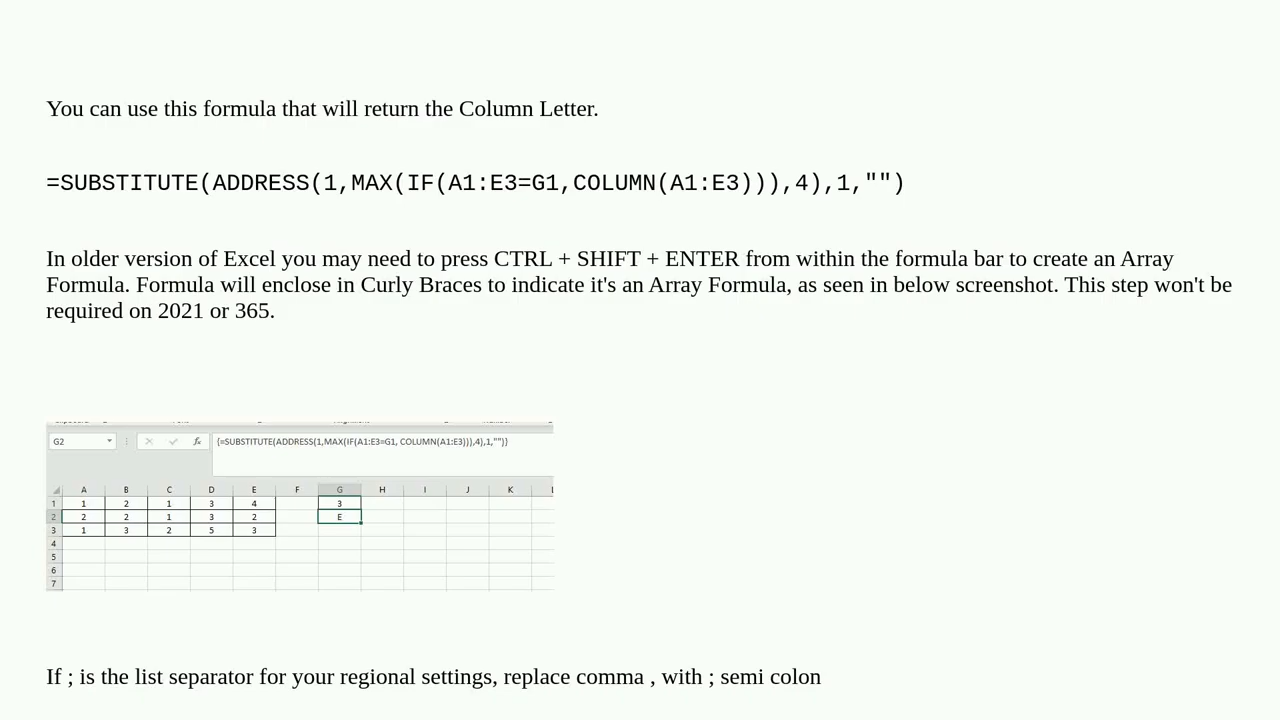 You can use this formula that will return the Column Letter.
=SUBSTITUTE(ADDRESS(1,MAX(IF(A1:E3=G1,COLUMN(A1:E3))),4),1,"")
In older version of Excel you may need to press CTRL + SHIFT + ENTER from within the formula bar to create an Array
Formula. Formula will enclose in Curly Braces to indicate it's an Array Formula, as seen in below screenshot. This step won't be
required on 2021 or 365.
G2 fx {=SUBSTITUTE(ADDRESS(1,MAX(IF(A1:E3=G1, COLUMN(A1:E3))),4),1,"")}
A B C D E F G H I J K
1 1 2 1 3 4 3
2 2 2 1 3 2 E
3 1 3 2 5 3
4
5
6
7
If ; is the list separator for your regional settings, replace comma , with ; semi colon